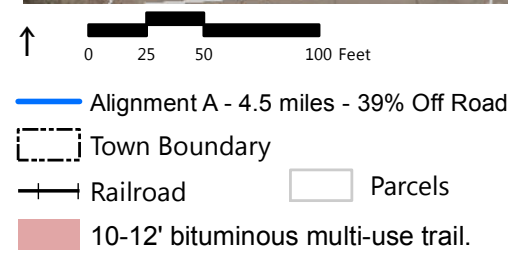 0 25 50 100 Feet
Alignment A - 4.5 miles - 39% Off Road
Town Boundary
Railroad Parcels
10-12' bituminous multi-use trail.